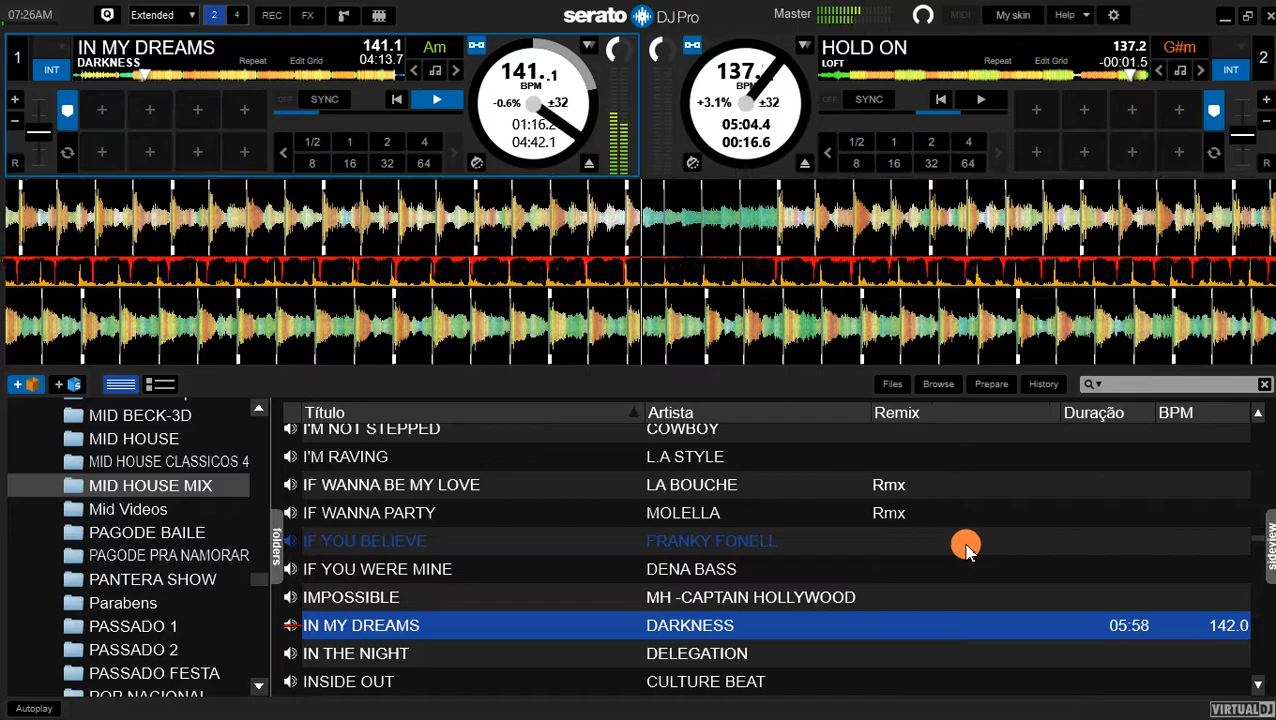 07:26AM
Extended
2 4
REC
FX
serato DJ Pro
Master
MIDI
My skin
Help
1
INT
IN MY DREAMS
DARKNESS
141.1
04:13.7
Am
Repeat
Edit Grid
OFF
SYNC
1/2 1 2 4
8 16 32 64
R
141..1
BPM
-0.6% ±32
01:16.2
04:42.1
137.
BPM
+3.1% ±32
05:04.4
00:16.6
HOLD ON
LOFT
137.2
-00:01.5
G#m
2
INT
Repeat
Edit Grid
OFF
SYNC
1/2 1 2 4
8 16 32 64
R
Files
Browse
Prepare
History
MID BECK-3D
MID HOUSE
MID HOUSE CLASSICOS 4
MID HOUSE MIX
Mid Videos
PAGODE BAILE
PAGODE PRA NAMORAR
PANTERA SHOW
Parabens
PASSADO 1
PASSADO 2
PASSADO FESTA
POP NACIONAL
folders
Título Artista Remix Duração BPM
I'M NOT STEPPED COWBOY
I'M RAVING L.A STYLE
IF WANNA BE MY LOVE LA BOUCHE Rmx
IF WANNA PARTY MOLELLA Rmx
IF YOU BELIEVE FRANKY FONELL
IF YOU WERE MINE DENA BASS
IMPOSSIBLE MH -CAPTAIN HOLLYWOOD
IN MY DREAMS DARKNESS 05:58 142.0
IN THE NIGHT DELEGATION
INSIDE OUT CULTURE BEAT
sideview
Autoplay
VIRTUALDJ